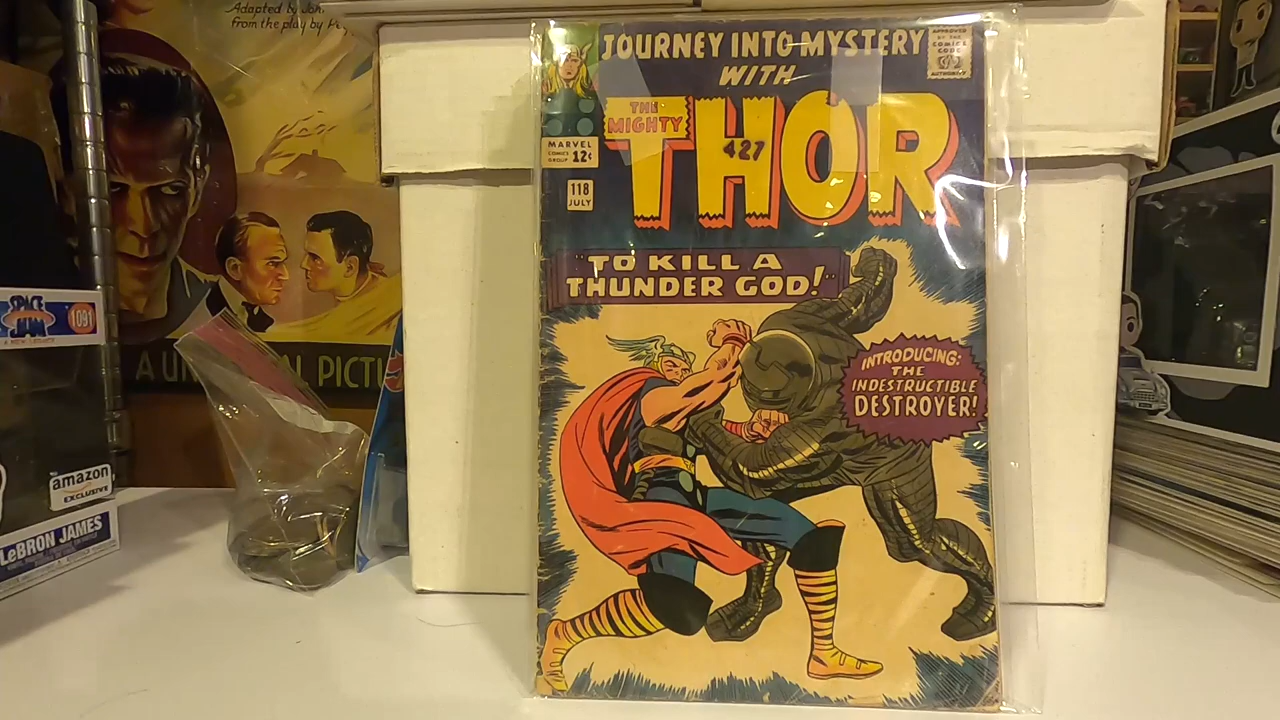 Adapted by Joh
from the play by Pe
A UN
L PICTU
SPACE
JAM
A NEW LEGACY
1091
amazon
EXCLUSIVE
LeBRON JAMES
JOURNEY INTO MYSTERY
WITH
THE
MIGHTY
THOR
427
APPROVED
BY THE
COMICS
CODE
AUTHORITY
MARVEL
COMICS
GROUP
12¢
118
JULY
"TO KILL A
THUNDER GOD!"
INTRODUCING:
THE
INDESTRUCTIBLE
DESTROYER!